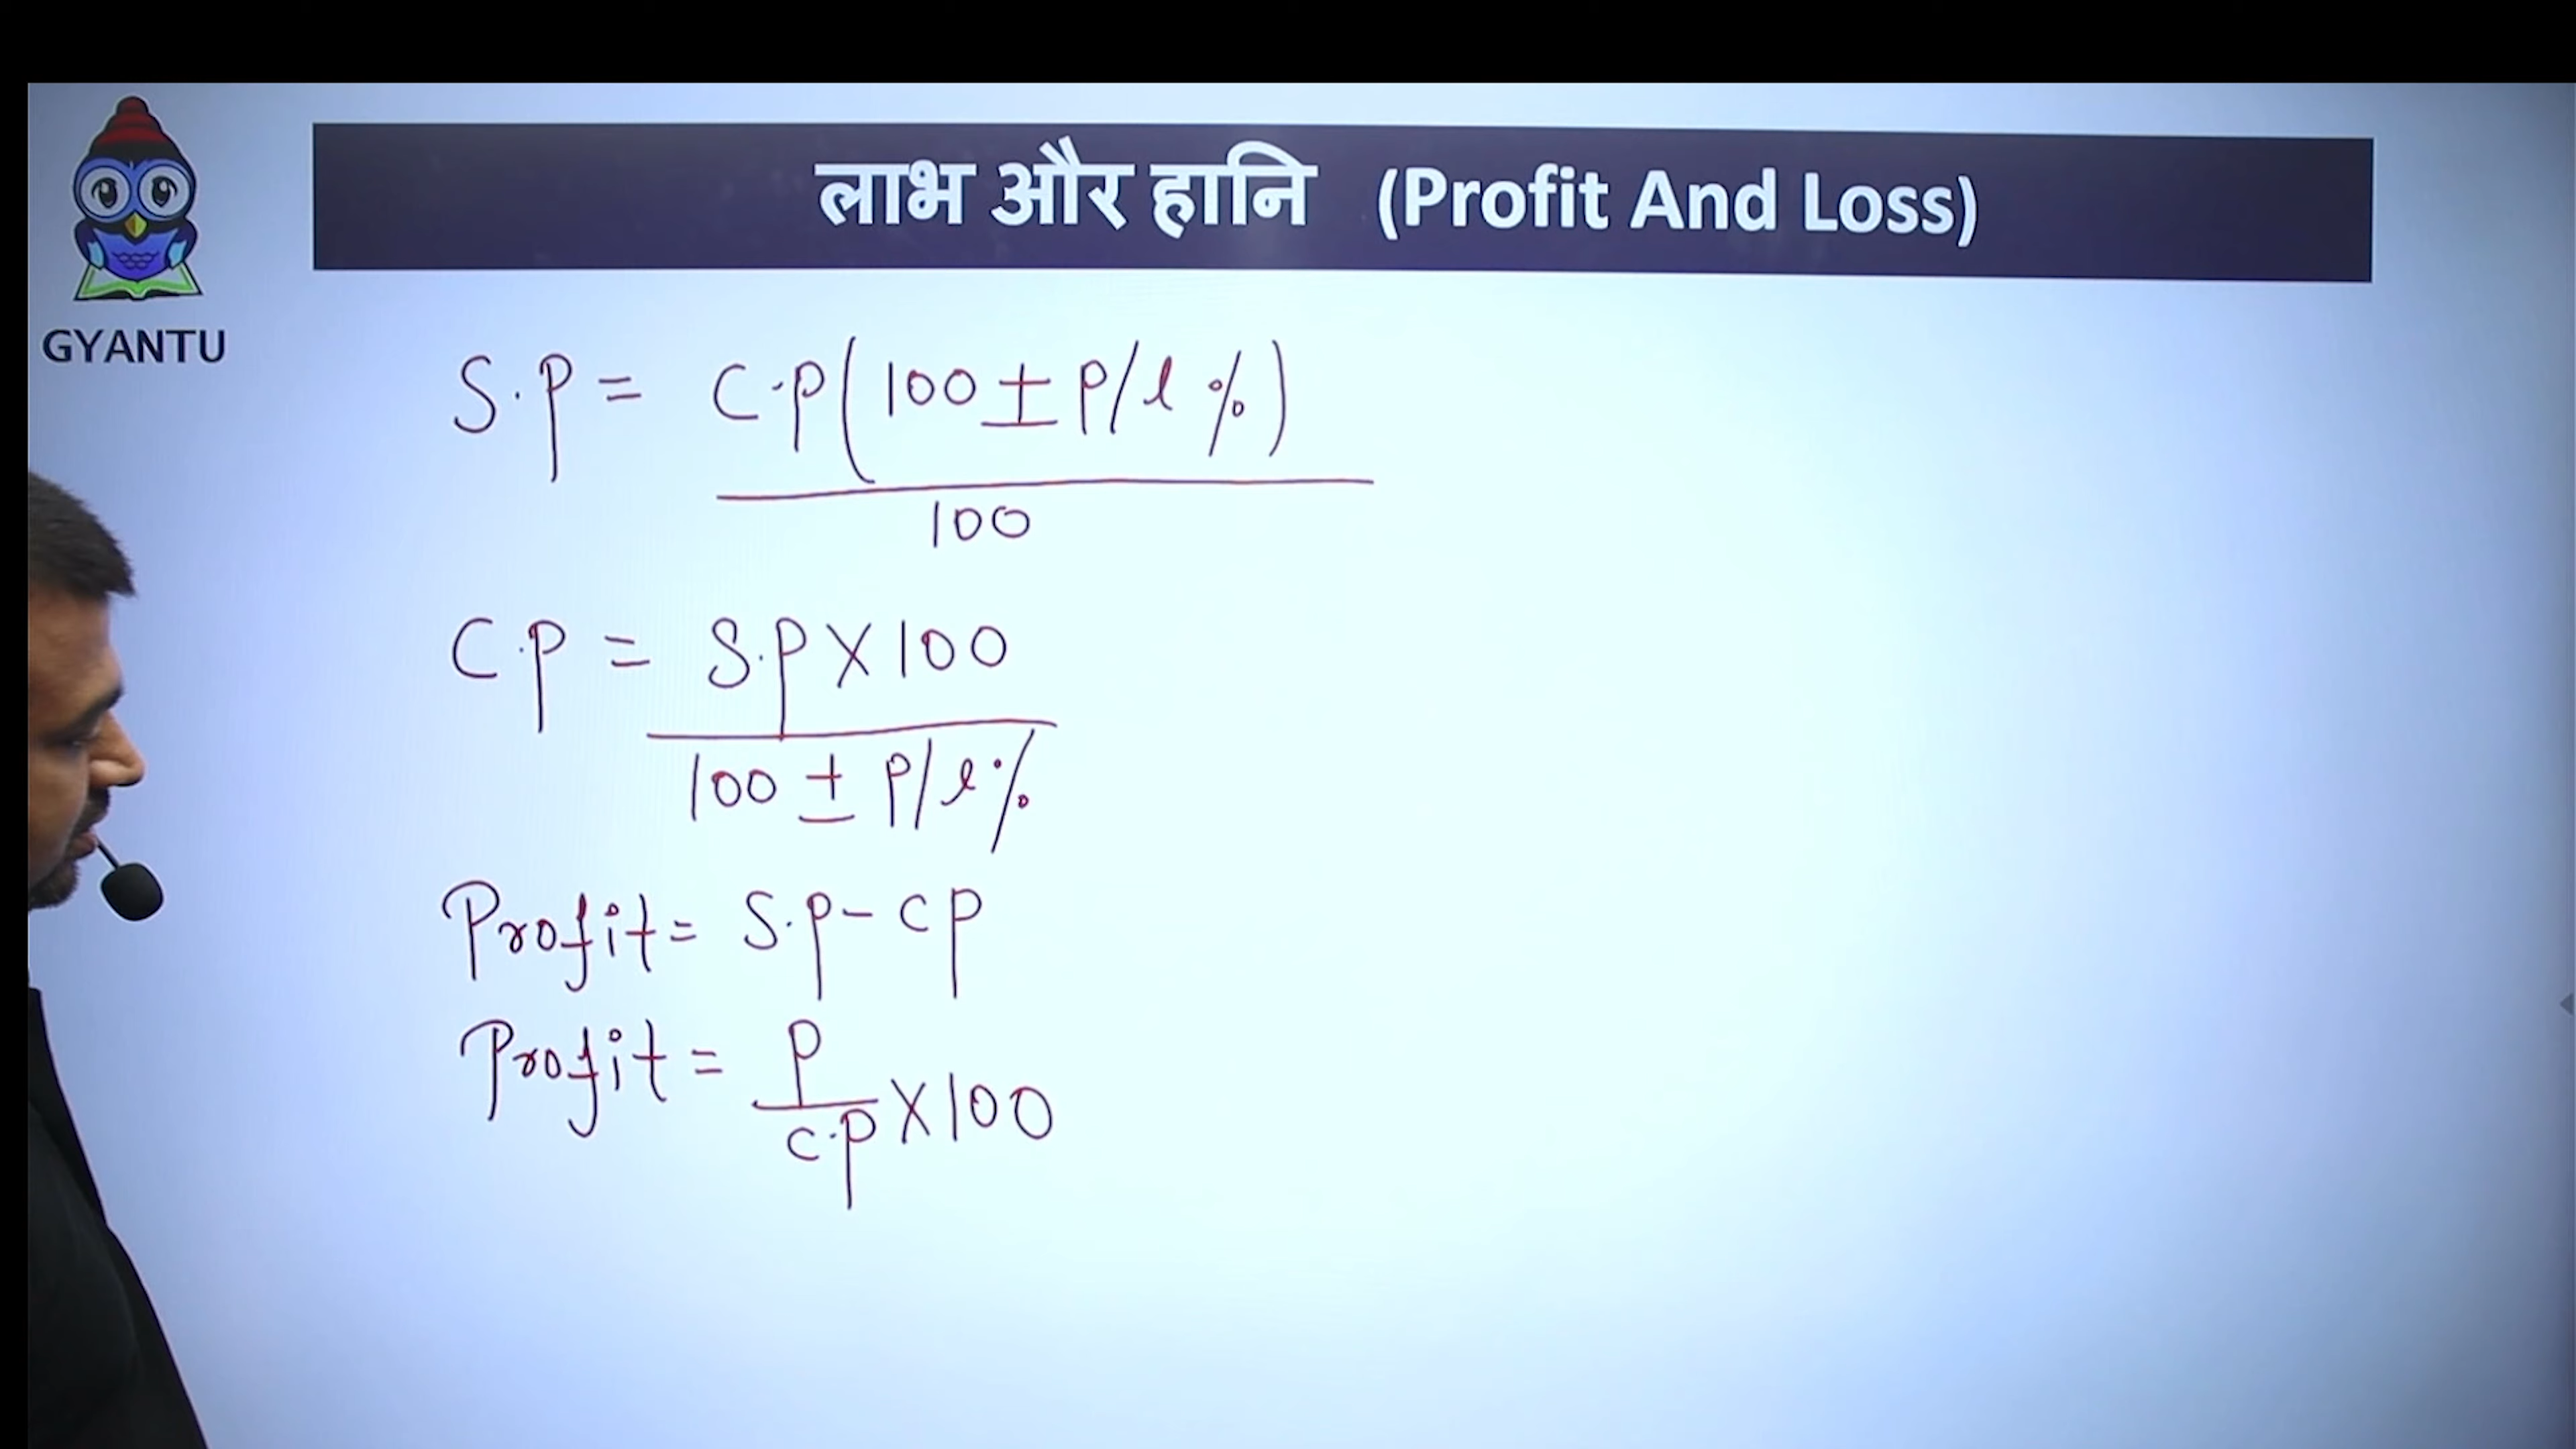 लाभ और हानि (Profit And Loss)
GYANTU
S.P = C.P(100 ± P/l %)
100
C.P = S.P X 100
100 ± P/l %
Profit = S.P - CP
Profit = P
C.P X 100